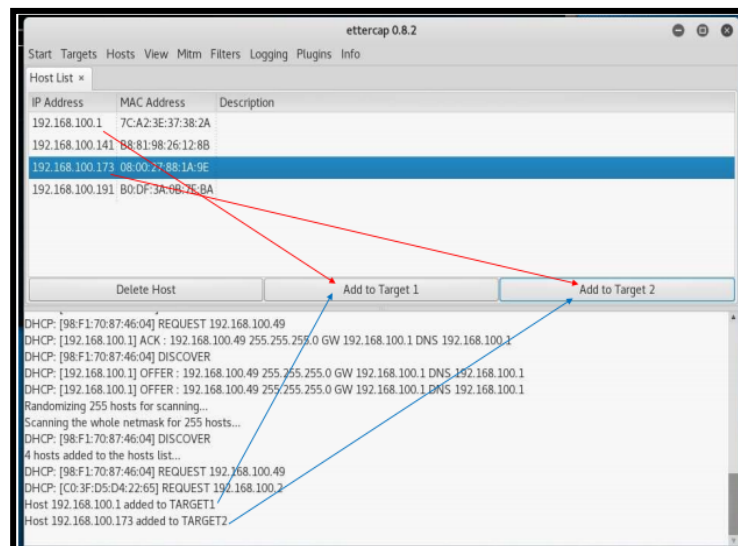 ettercap 0.8.2
Start Targets Hosts View Mitm Filters Logging Plugins Info
Host List ×
IP Address MAC Address Description
192.168.100.1 7C:A2:3E:37:38:2A
192.168.100.141 B8:81:98:26:12:8B
192.168.100.173 08:00:27:88:1A:9E
192.168.100.191 B0:DF:3A:0B:7E:BA
Delete Host Add to Target 1 Add to Target 2
DHCP: [98:F1:70:87:46:04] REQUEST 192.168.100.49
DHCP: [192.168.100.1] ACK : 192.168.100.49 255.255.255.0 GW 192.168.100.1 DNS 192.168.100.1
DHCP: [98:F1:70:87:46:04] DISCOVER
DHCP: [192.168.100.1] OFFER : 192.168.100.49 255.255.255.0 GW 192.168.100.1 DNS 192.168.100.1
DHCP: [192.168.100.1] OFFER : 192.168.100.49 255.255.255.0 GW 192.168.100.1 DNS 192.168.100.1
Randomizing 255 hosts for scanning...
Scanning the whole netmask for 255 hosts...
DHCP: [98:F1:70:87:46:04] DISCOVER
4 hosts added to the hosts list...
DHCP: [98:F1:70:87:46:04] REQUEST 192.168.100.49
DHCP: [C0:3F:D5:D4:22:65] REQUEST 192.168.100.2
Host 192.168.100.1 added to TARGET1
Host 192.168.100.173 added to TARGET2